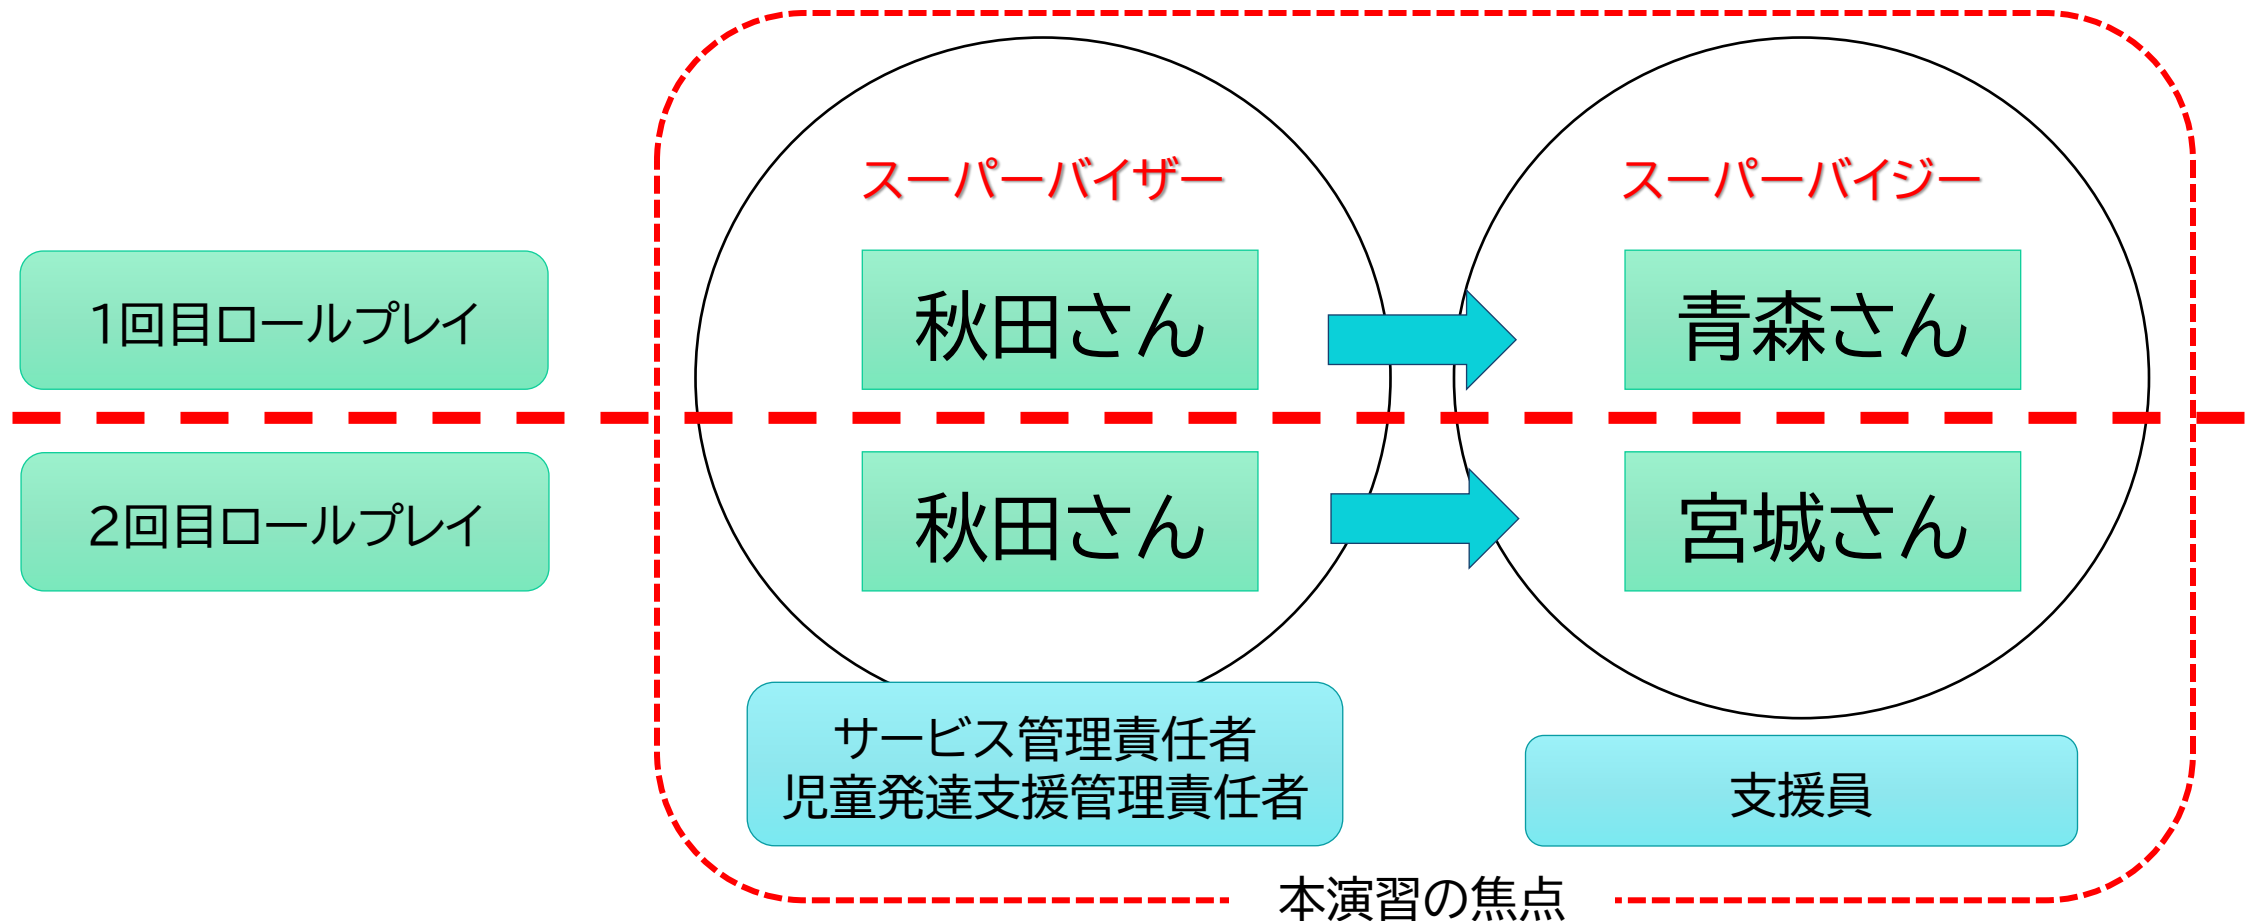 スーパーバイザー
スーパーバイジー
1回目ロールプレイ
秋田さん
青森さん
2回目ロールプレイ
秋田さん
宮城さん
サービス管理責任者
児童発達支援管理責任者
支援員
本演習の焦点